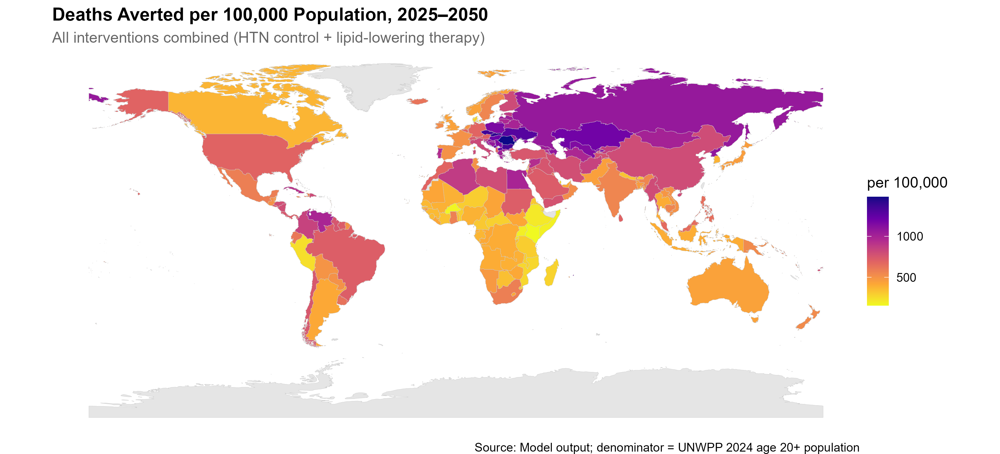 Deaths Averted per 100,000 Population, 2025–2050
All interventions combined (HTN control + lipid-lowering therapy)
per 100,000
1000
500
Source: Model output; denominator = UNWPP 2024 age 20+ population